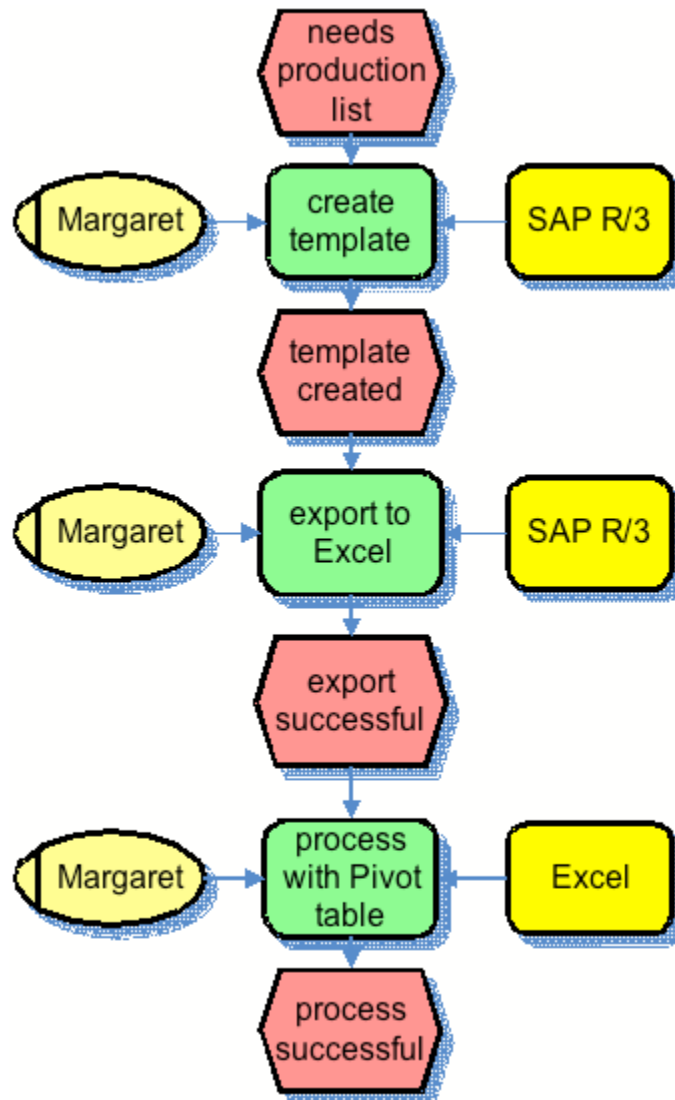 needs
production
list
Margaret
create
template
SAP R/3
template
created
Margaret
export to
Excel
SAP R/3
export
successful
Margaret
process
with Pivot
table
Excel
process
successful